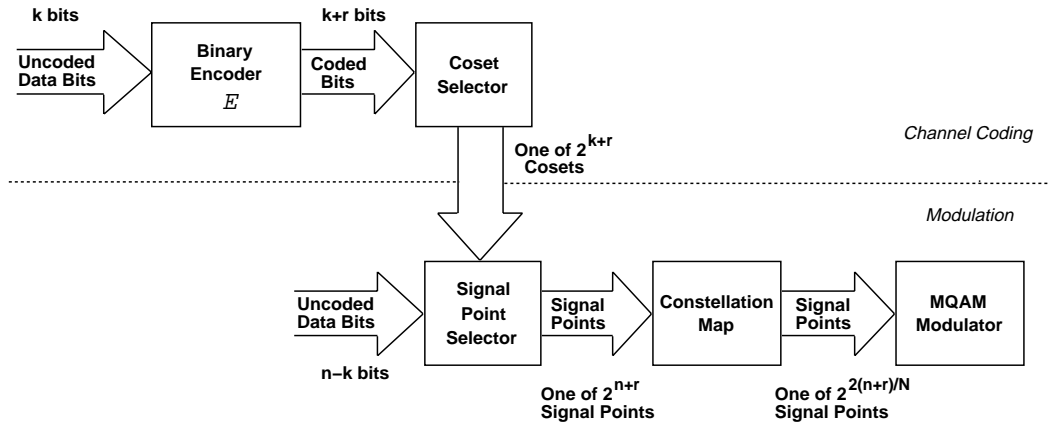 k bits
Uncoded
Data Bits
Binary
Encoder
E
k+r bits
Coded
Bits
Coset
Selector
One of 2^{k+r}
Cosets
Channel Coding
Modulation
Uncoded
Data Bits
n−k bits
Signal
Point
Selector
Signal
Points
One of 2^{n+r}
Signal Points
Constellation
Map
Signal
Points
One of 2^{2(n+r)/N}
Signal Points
MQAM
Modulator